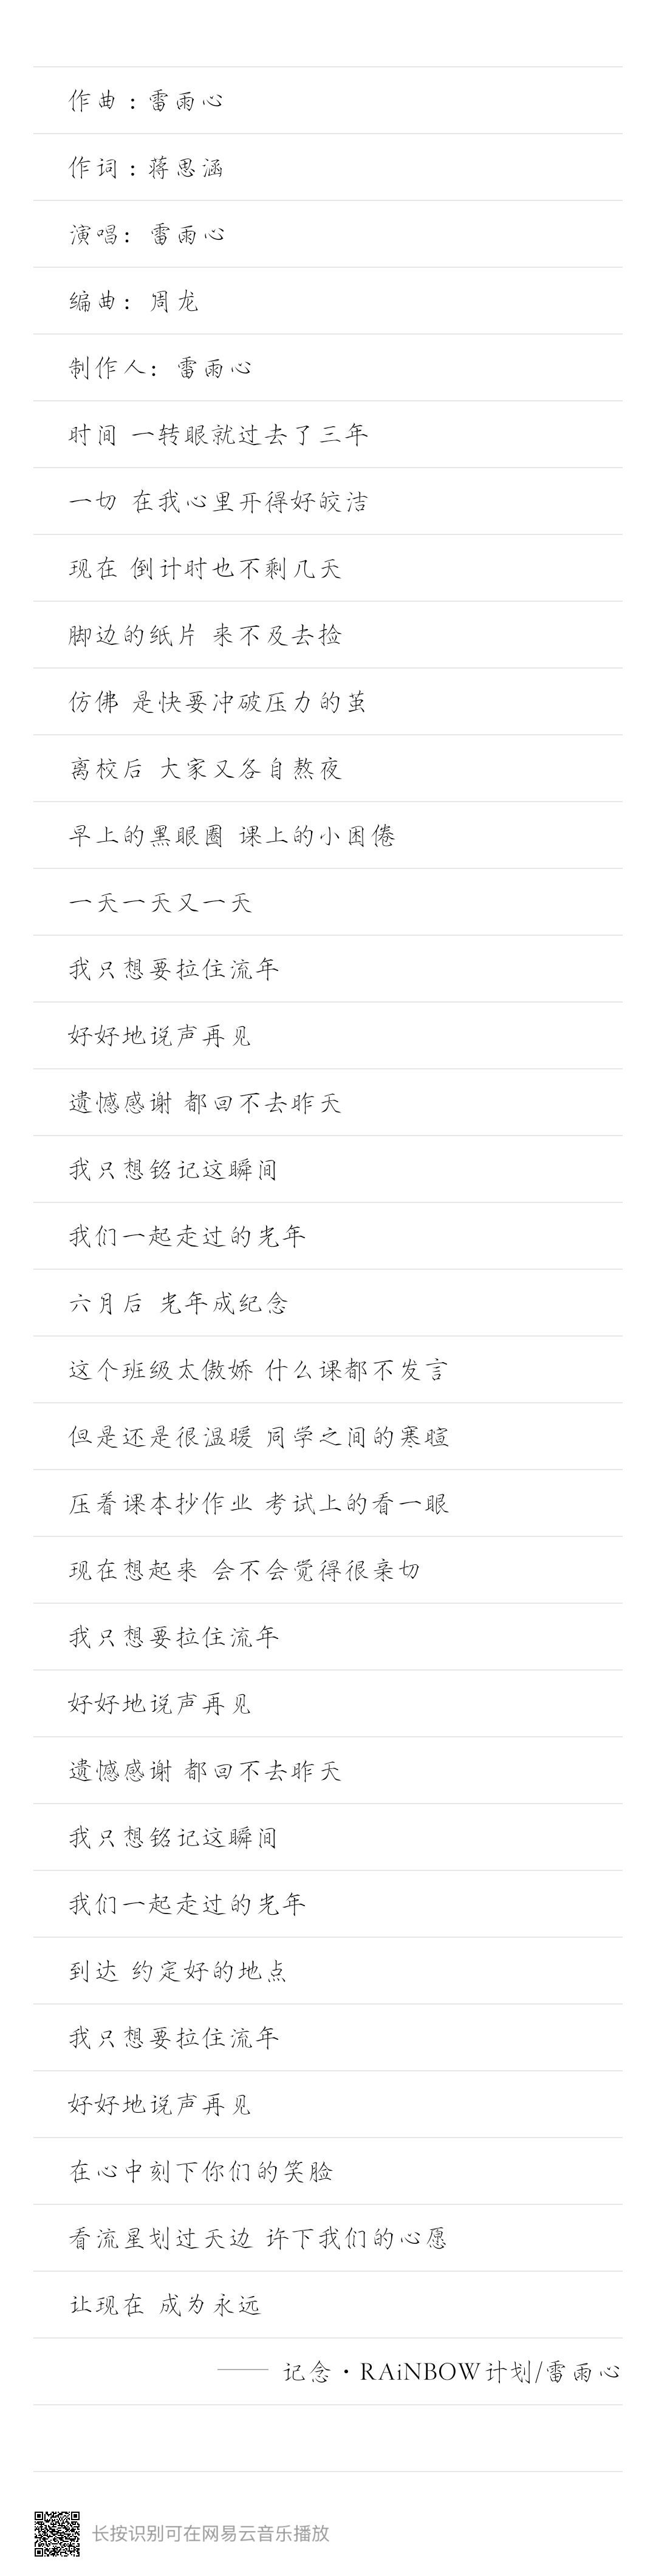 作曲 : 雷雨心
作词 : 蒋思涵
演唱: 雷雨心
编曲: 周龙
制作人: 雷雨心
时间 一转眼就过去了三年
一切 在我心里开得好皎洁
现在 倒计时也不剩几天
脚边的纸片 来不及去捡
仿佛 是快要冲破压力的茧
离校后 大家又各自熬夜
早上的黑眼圈 课上的小困倦
一天一天又一天
我只想要拉住流年
好好地说声再见
遗憾感谢 都回不去昨天
我只想铭记这瞬间
我们一起走过的光年
六月后 光年成纪念
这个班级太傲娇 什么课都不发言
但是还是很温暖 同学之间的寒暄
压着课本抄作业 考试上的看一眼
现在想起来 会不会觉得很亲切
我只想要拉住流年
好好地说声再见
遗憾感谢 都回不去昨天
我只想铭记这瞬间
我们一起走过的光年
到达 约定好的地点
我只想要拉住流年
好好地说声再见
在心中刻下你们的笑脸
看流星划过天边 许下我们的心愿
让现在 成为永远
—— 记念·RAiNBOW计划/雷雨心
长按识别可在网易云音乐播放